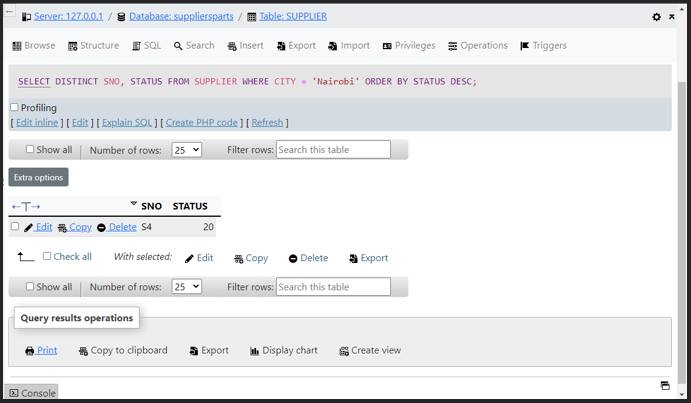 Server: 127.0.0.1 / Database: suppliersparts / Table: SUPPLIER
Browse Structure SQL Search Insert Export Import Privileges Operations Triggers
SELECT DISTINCT SNO, STATUS FROM SUPPLIER WHERE CITY = 'Nairobi' ORDER BY STATUS DESC;
Profiling
[ Edit inline ] [ Edit ] [ Explain SQL ] [ Create PHP code ] [ Refresh ]
Show all Number of rows: 25 Filter rows: Search this table
Extra options
←T→ SNO STATUS
Edit Copy Delete S4 20
Check all With selected: Edit Copy Delete Export
Show all Number of rows: 25 Filter rows: Search this table
Query results operations
Print Copy to clipboard Export Display chart Create view
Console